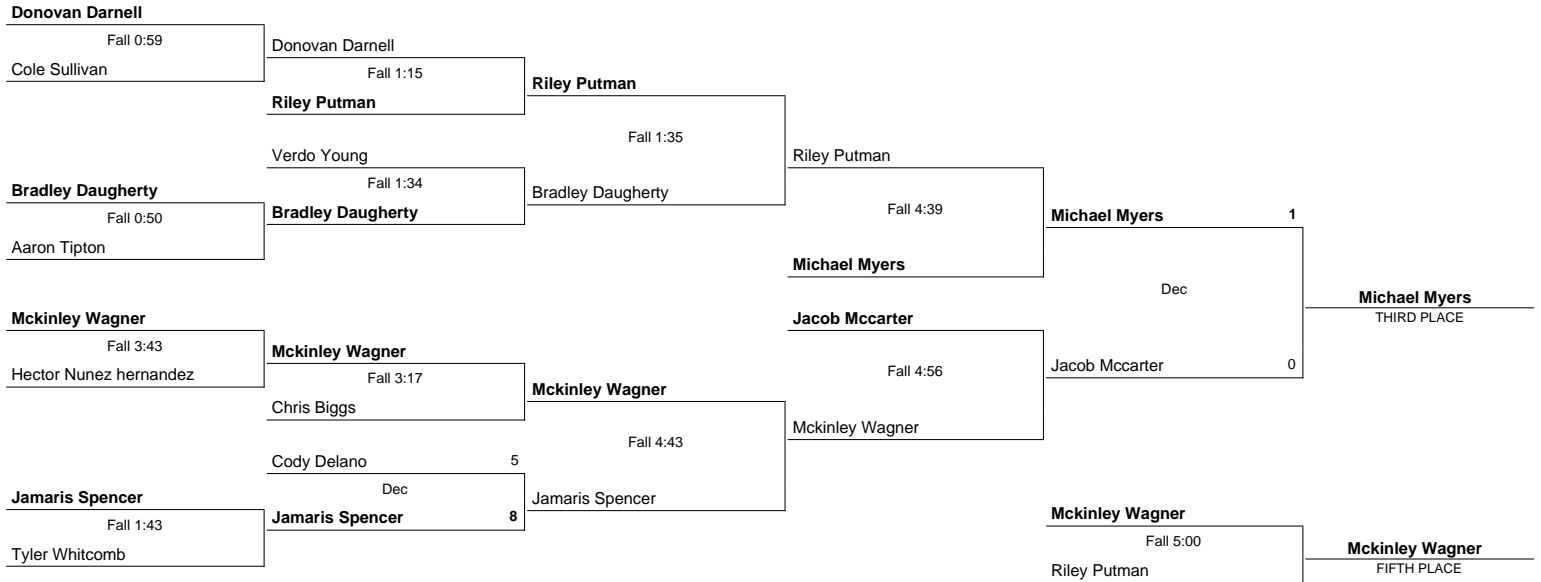 Donovan Darnell
Fall 0:59
Cole Sullivan
Donovan Darnell
Fall 1:15
Riley Putman
Verdo Young
Fall 1:34
Bradley Daugherty
Bradley Daugherty
Fall 0:50
Aaron Tipton
Riley Putman
Fall 1:35
Bradley Daugherty
Riley Putman
Fall 4:39
Michael Myers
Mckinley Wagner
Fall 3:43
Hector Nunez hernandez
Mckinley Wagner
Fall 3:17
Chris Biggs
Cody Delano 5
Dec
Jamaris Spencer 8
Jamaris Spencer
Fall 1:43
Tyler Whitcomb
Mckinley Wagner
Fall 4:43
Jamaris Spencer
Jacob Mccarter
Fall 4:56
Mckinley Wagner
Michael Myers 1
Dec
Jacob Mccarter 0
Michael Myers
THIRD PLACE
Mckinley Wagner
Fall 5:00
Riley Putman
Mckinley Wagner
FIFTH PLACE